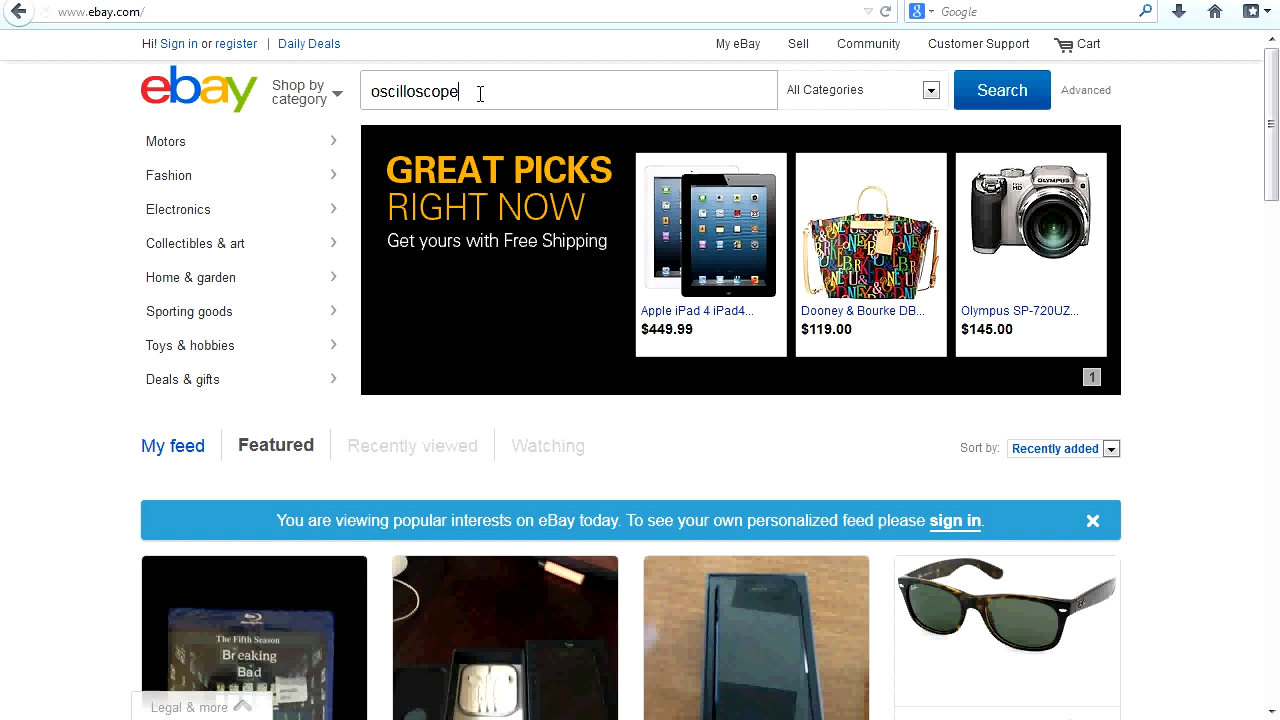 www.ebay.com/
Google
Hi! Sign in or register | Daily Deals
My eBay Sell Community Customer Support Cart
ebay
Shop by
category
oscilloscope
All Categories
Search
Advanced
Motors
Fashion
Electronics
Collectibles & art
Home & garden
Sporting goods
Toys & hobbies
Deals & gifts
GREAT PICKS
RIGHT NOW
Get yours with Free Shipping
OLYMPUS
Apple iPad 4 iPad4...
$449.99
Dooney & Bourke DB...
$119.00
Olympus SP-720UZ...
$145.00
1
My feed Featured Recently viewed Watching
Sort by: Recently added
You are viewing popular interests on eBay today. To see your own personalized feed please sign in.
The Fifth Season
Breaking
Bad
Legal & more